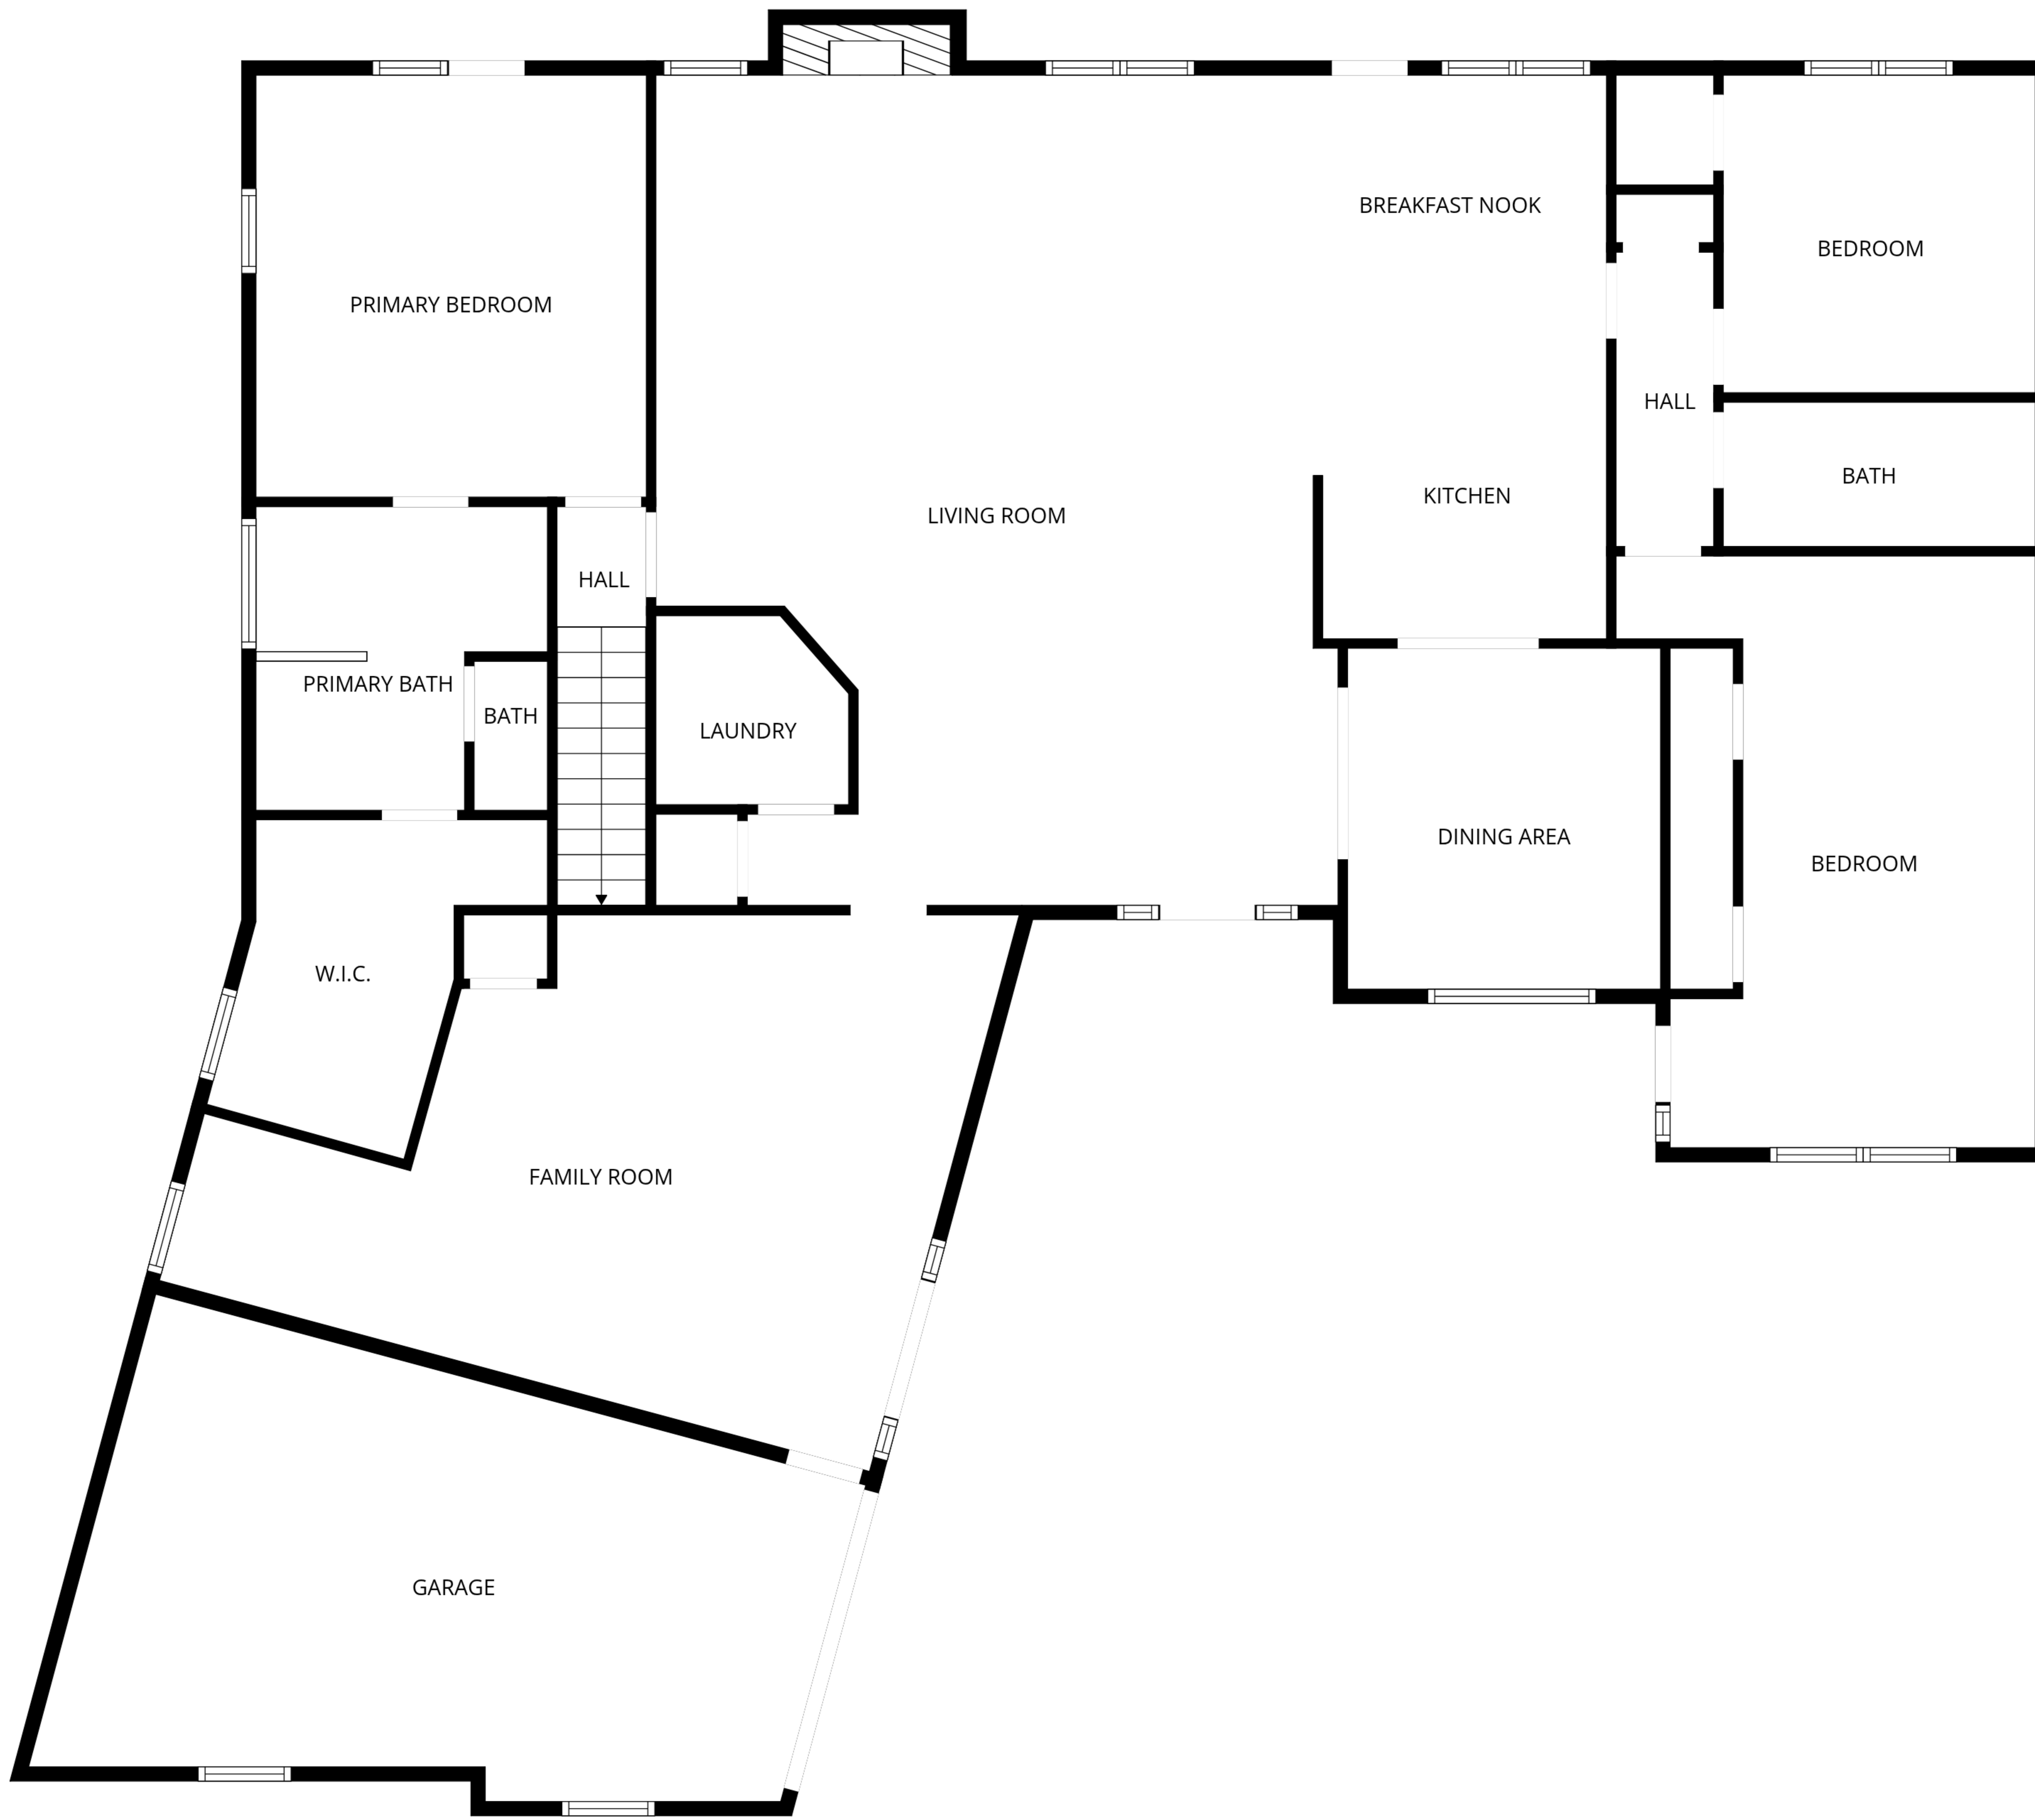 BREAKFAST NOOK
BEDROOM
PRIMARY BEDROOM
HALL
BATH
KITCHEN
LIVING ROOM
HALL
PRIMARY BATH
BATH
LAUNDRY
DINING AREA
BEDROOM
W.I.C.
FAMILY ROOM
GARAGE